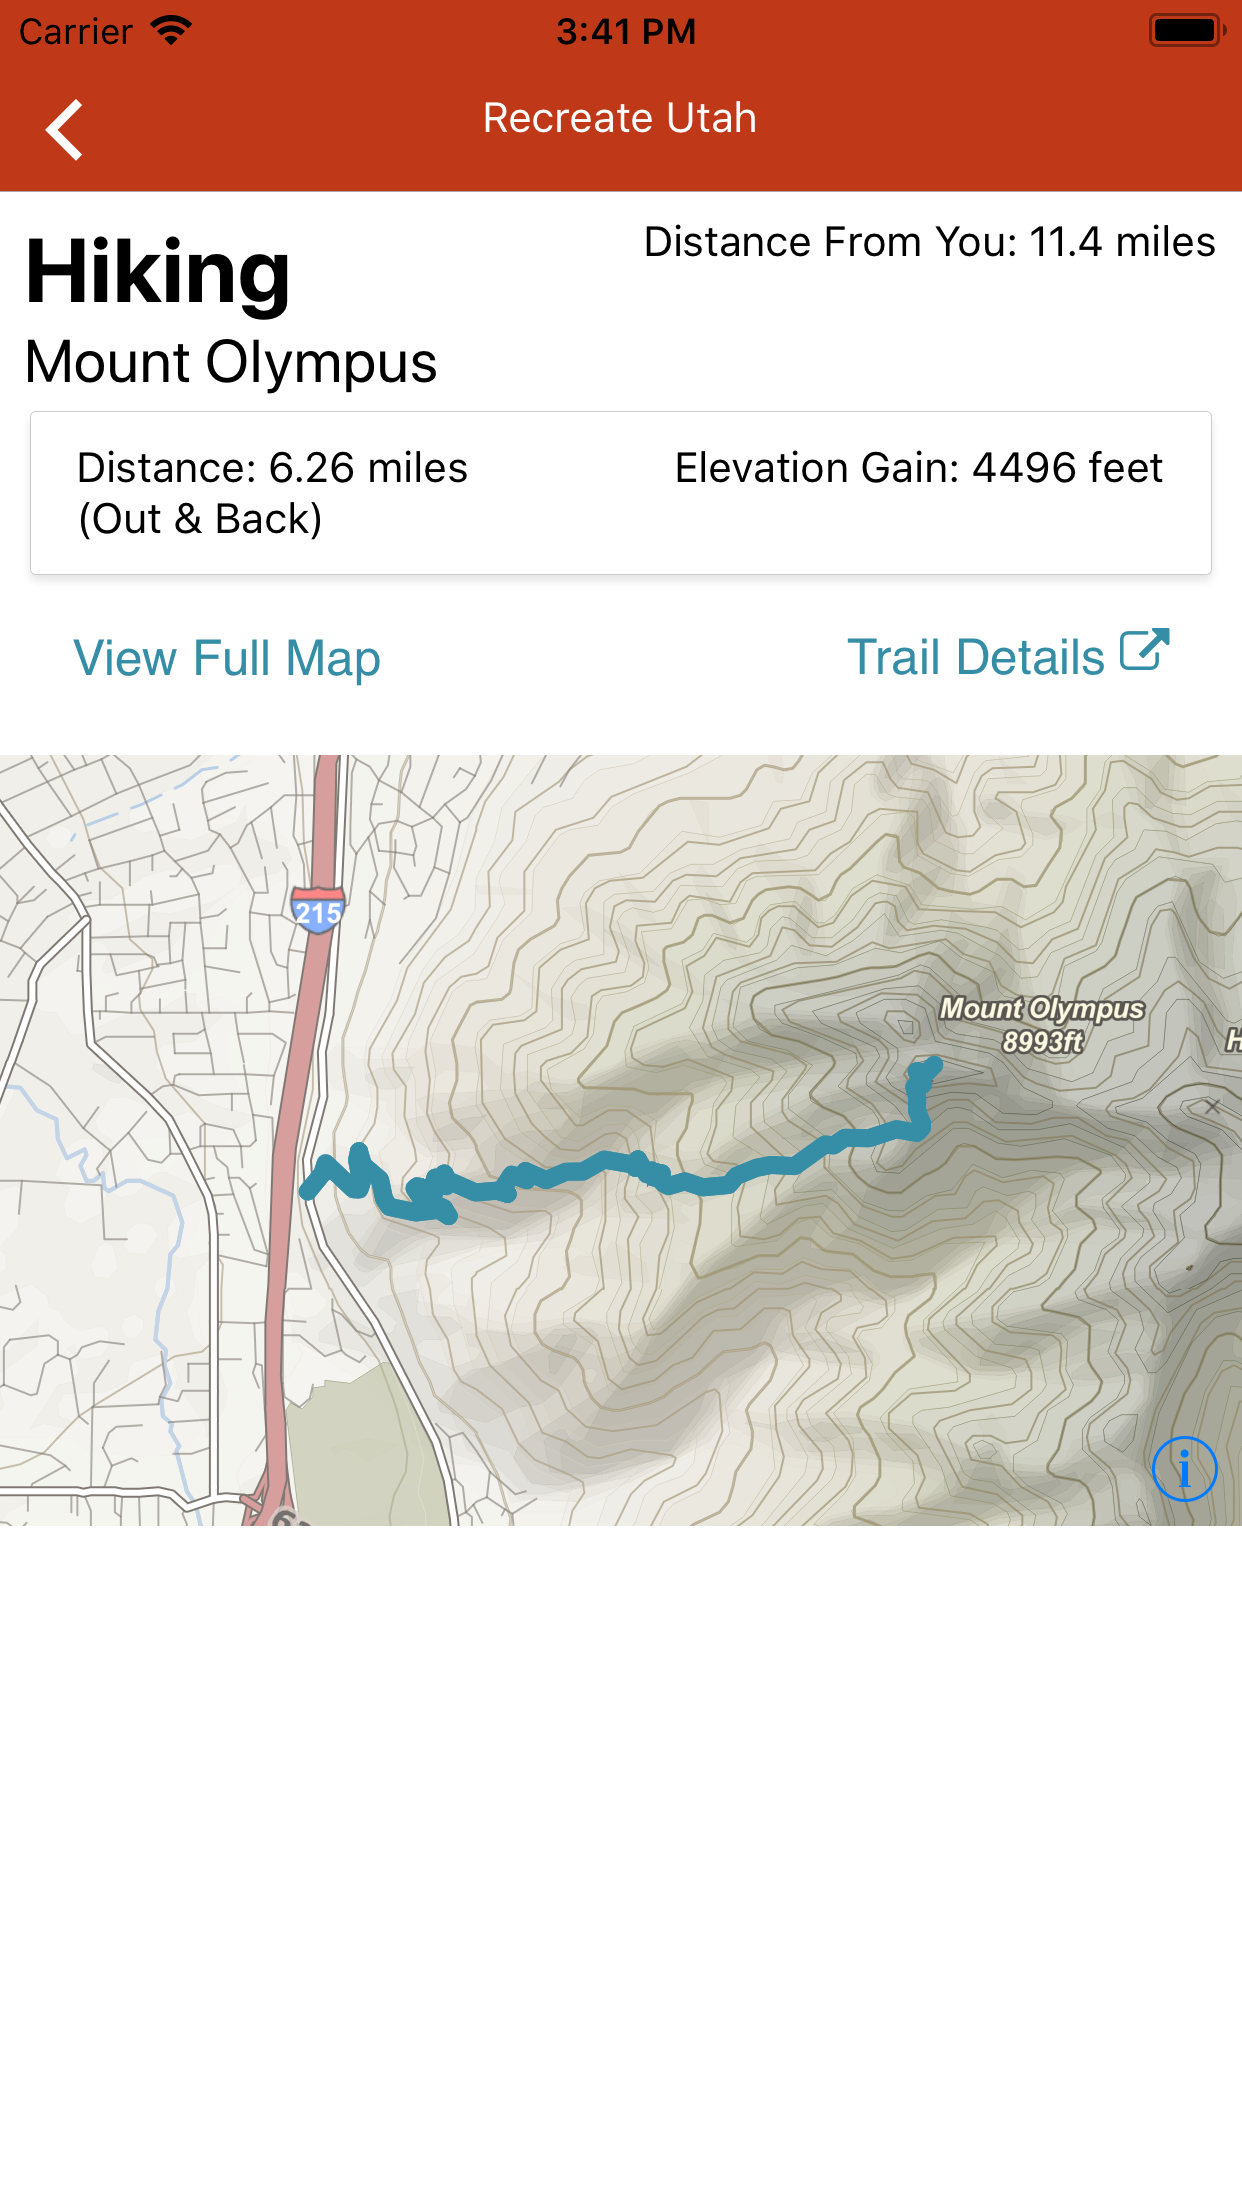 Carrier
3:41 PM
Recreate Utah
Distance From You: 11.4 miles
Hiking
Mount Olympus
Distance: 6.26 miles
(Out & Back)
Elevation Gain: 4496 feet
View Full Map
Trail Details
215
Mount Olympus
8993ft
H
i